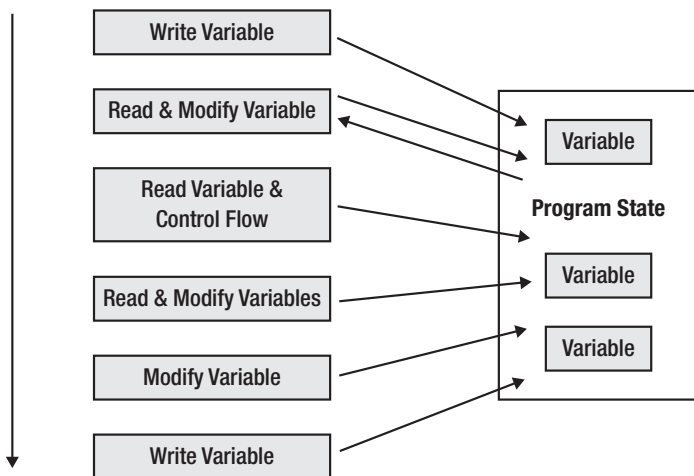 Write Variable
Read & Modify Variable
Variable
Read Variable &
Control Flow
Program State
Read & Modify Variables
Variable
Modify Variable
Variable
Write Variable